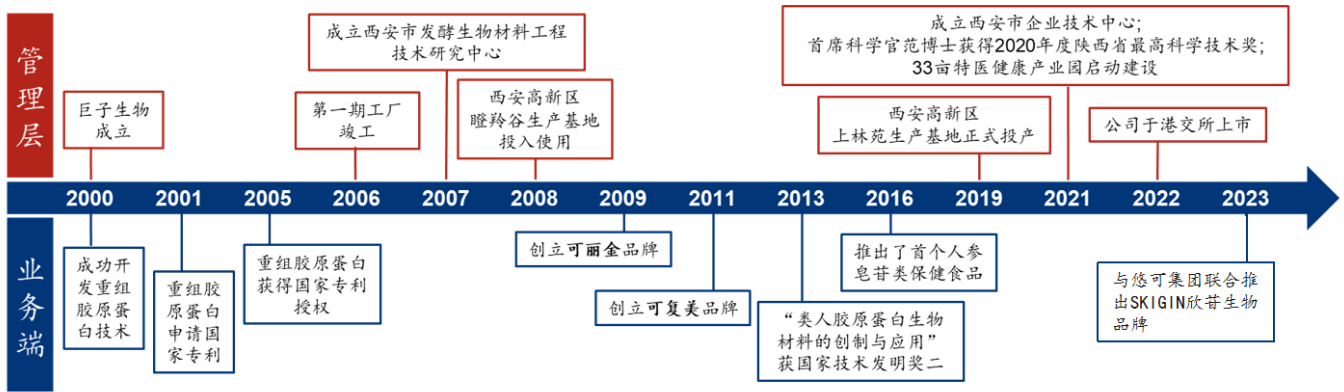 管理层
巨子生物
成立
第一期工厂
竣工
成立西安市发酵生物材料工程
技术研究中心
西安高新区
瞪羚谷生产基地
投入使用
西安高新区
上林苑生产基地正式投产
成立西安市企业技术中心;
首席科学官范博士获得2020年度陕西省最高科学技术奖;
33亩特医健康产业园启动建设
公司于港交所上市
2000 2001 2005 2006 2007 2008 2009 2011 2013 2016 2019 2021 2022 2023
业务端
成功开
发重组
胶原蛋
白技术
重组胶
原蛋白
申请国
家专利
重组胶原蛋白
获得国家专利
授权
创立可丽金品牌
创立可复美品牌
“类人胶原蛋白生物
材料的创制与应用”
获国家技术发明奖二
推出了首个人参
皂苷类保健食品
与悠可集团联合推
出SKIGIN欣苷生物
品牌